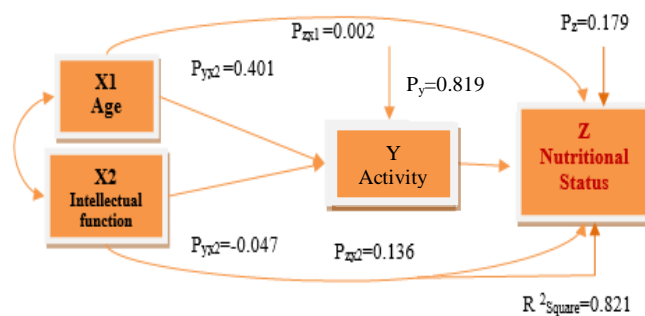 Pzx1=0.002
Pz=0.179
Pyx2=0.401
Py=0.819
X1
Age
X2
Intellectual
function
Y
Activity
Z
Nutritional
Status
Pyx2=-0.047
Pzx2=0.136
R ²Square=0.821